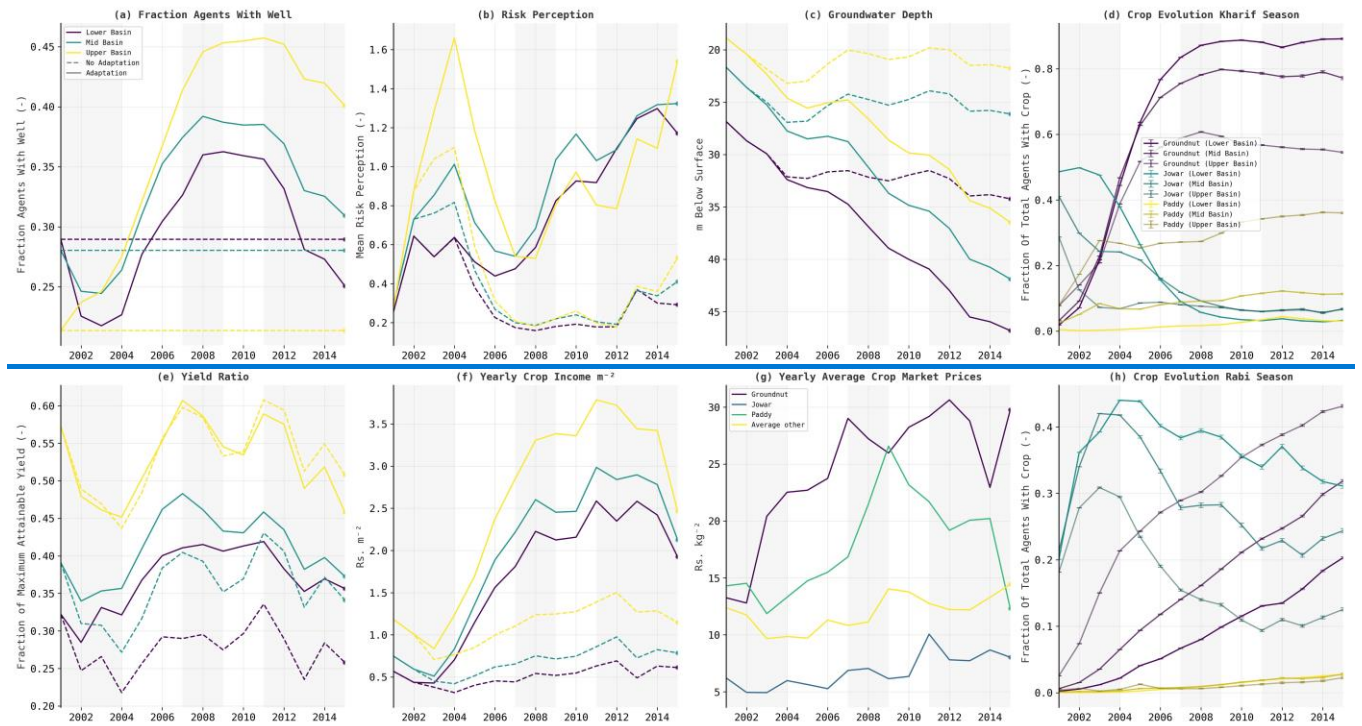 (a) Fraction Agents With Well
Fraction Agents With Well (-)
0.45
0.40
0.35
0.30
0.25
Lower Basin
Mid Basin
Upper Basin
No Adaptation
Adaptation
2002 2004 2006 2008 2010 2012 2014
(b) Risk Perception
Mean Risk Perception (-)
1.6
1.4
1.2
1.0
0.8
0.6
0.4
0.2
2002 2004 2006 2008 2010 2012 2014
(c) Groundwater Depth
m Below Surface
20
25
30
35
40
45
2002 2004 2006 2008 2010 2012 2014
(d) Crop Evolution Kharif Season
Fraction Of Total Agents With Crop (-)
0.8
0.6
0.4
0.2
0.0
Groundnut (Lower Basin)
Groundnut (Mid Basin)
Groundnut (Upper Basin)
Jowar (Lower Basin)
Jowar (Mid Basin)
Jowar (Upper Basin)
Paddy (Lower Basin)
Paddy (Mid Basin)
Paddy (Upper Basin)
2002 2004 2006 2008 2010 2012 2014
(e) Yield Ratio
Fraction of Maximum Attainable Yield (-)
0.60
0.55
0.50
0.45
0.40
0.35
0.30
0.25
0.20
2002 2004 2006 2008 2010 2012 2014
(f) Yearly Crop Income m⁻²
Rs. m⁻²
3.5
3.0
2.5
2.0
1.5
1.0
0.5
2002 2004 2006 2008 2010 2012 2014
(g) Yearly Average Crop Market Prices
Rs. kg⁻²
30
25
20
15
10
5
Groundnut
Jowar
Paddy
Average other
2002 2004 2006 2008 2010 2012 2014
(h) Crop Evolution Rabi Season
Fraction Of Total Agents With Crop (-)
0.4
0.3
0.2
0.1
0.0
2002 2004 2006 2008 2010 2012 2014